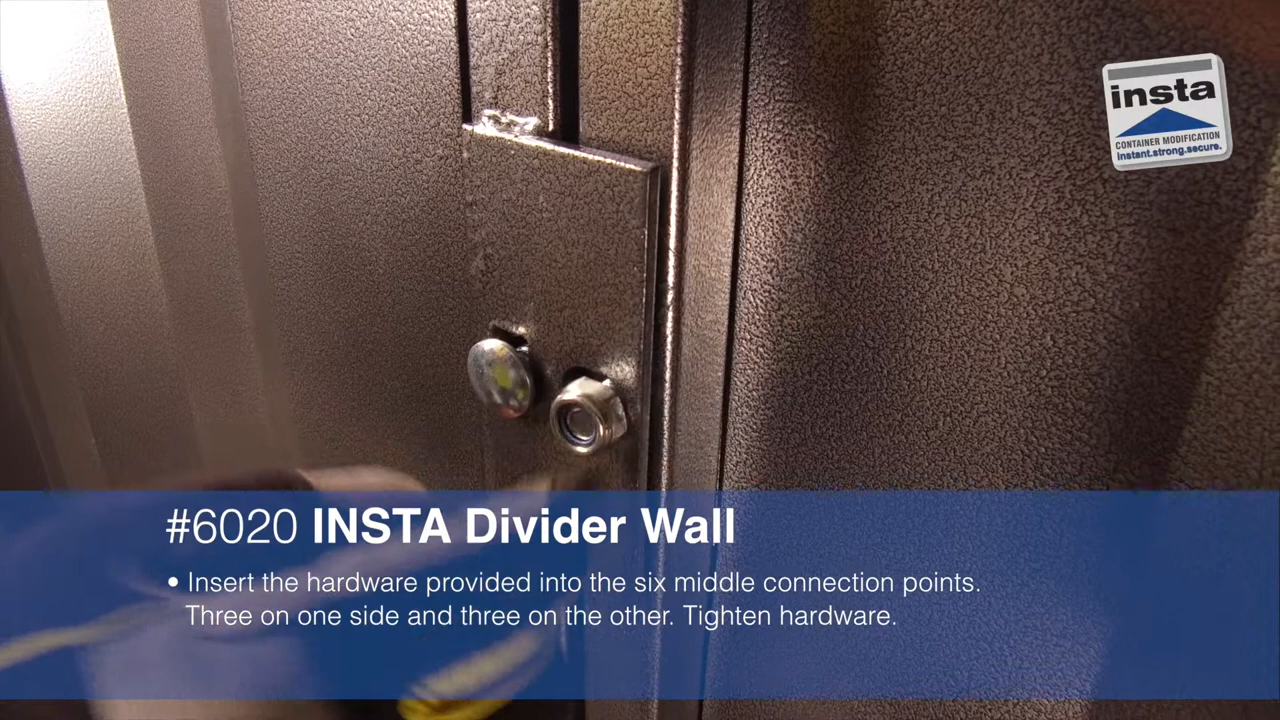 insta
CONTAINER MODIFICATION
instant.strong.secure.
#6020 INSTA Divider Wall
• Insert the hardware provided into the six middle connection points.
Three on one side and three on the other. Tighten hardware.